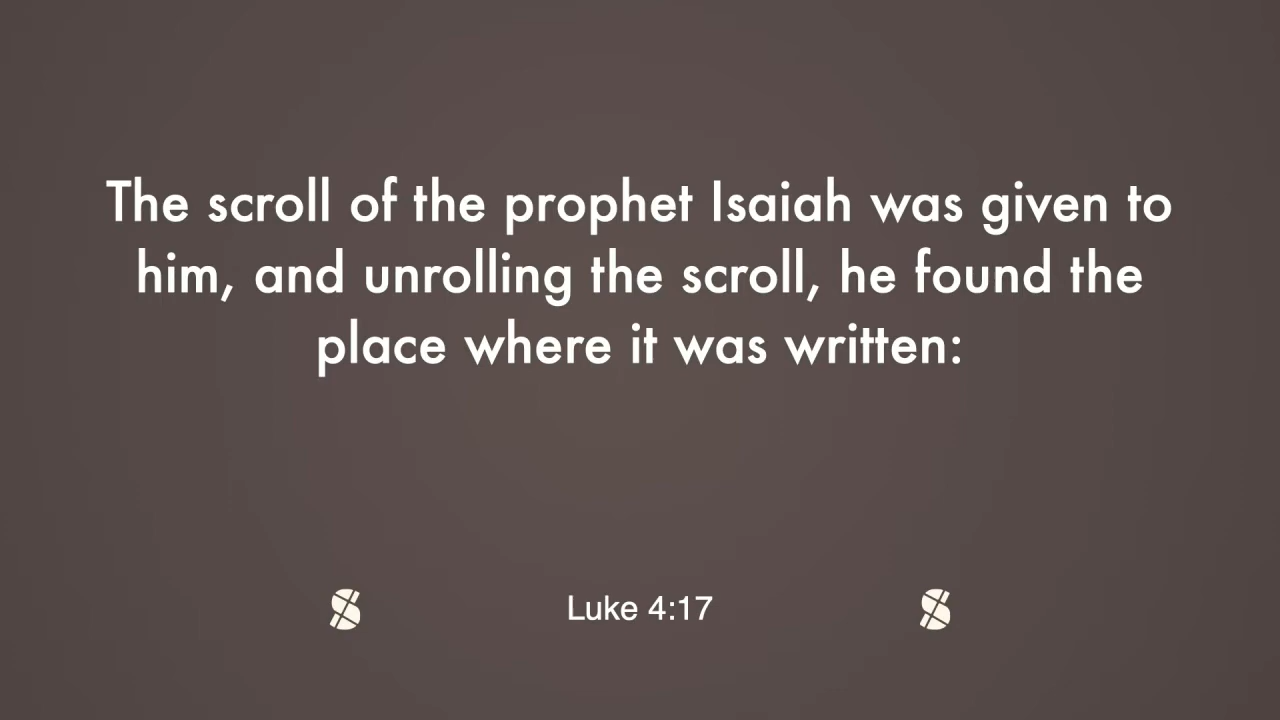 The scroll of the prophet Isaiah was given to
him, and unrolling the scroll, he found the
place where it was written:
Luke 4:17